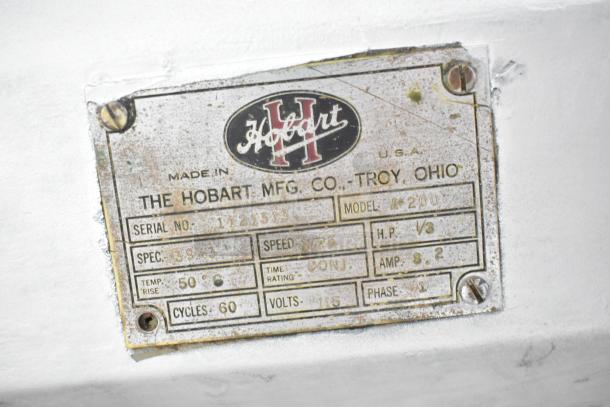 Hobart
H
MADE IN U.S.A.
THE HOBART MFG. CO., TROY, OHIO
SERIAL NO.
MODEL A-200
SPEC. SPEED H.P. 1/3
TEMP. RISE 50°C TIME RATING CONT. AMP. 8.2
CYCLES 60 VOLTS 115 PHASE 1